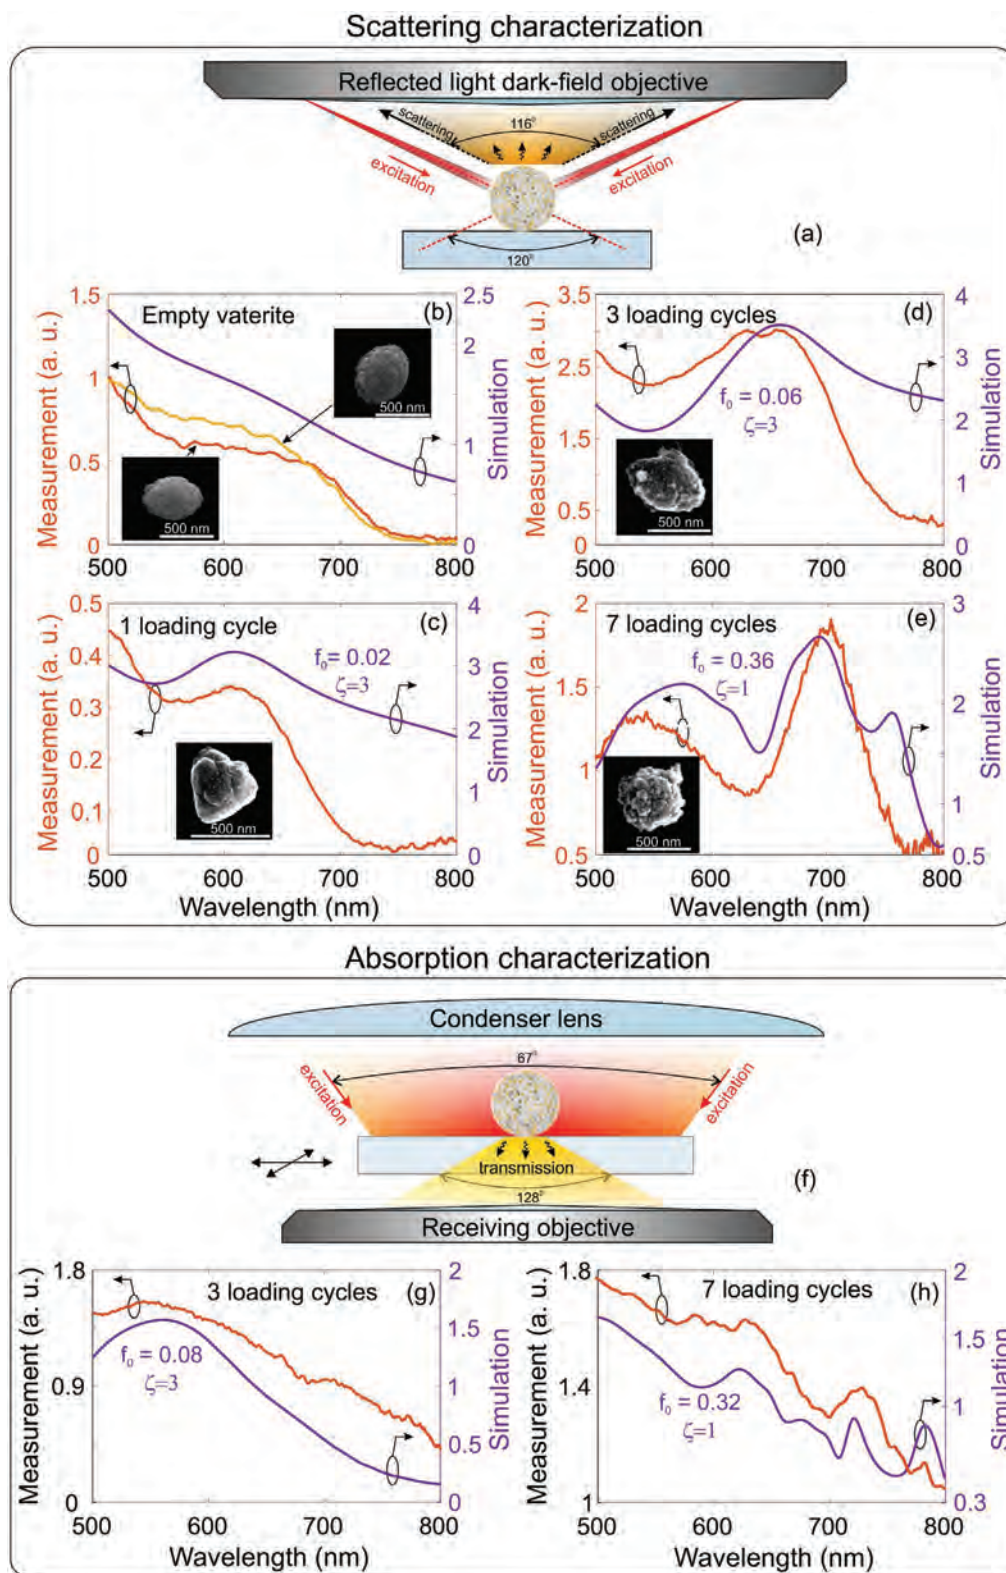 Scattering characterization
Reflected light dark-field objective
scattering
116°
scattering
excitation
excitation
120°
(a)
Measurement (a. u.)
1.5
1
0.5
0
Empty vaterite
(b)
500 nm
500 nm
2.5
2
1
0
Simulation
500 600 700 800
Measurement (a. u.)
3.5
2.5
1.5
0.5
0
3 loading cycles
(d)
f₀ = 0.06
ζ=3
500 nm
4
3
2
1
0
Simulation
500 600 700 800
Measurement (a. u.)
0.5
0.4
0.3
0.2
0.1
0
1 loading cycle
(c)
f₀= 0.02
ζ=3
500 nm
4
3
2
1
0
Simulation
500 600 700 800
Wavelength (nm)
Measurement (a. u.)
2
1.5
1
0.5
7 loading cycles
(e)
f₀ = 0.36
ζ=1
500 nm
3
2
1
0.5
Simulation
500 600 700 800
Wavelength (nm)
Absorption characterization
Condenser lens
67°
excitation
excitation
transmission
128°
(f)
Receiving objective
Measurement (a. u.)
1.8
0.9
0
3 loading cycles
(g)
f₀ = 0.08
ζ=3
2
1.5
1
0.5
0
Simulation
500 600 700 800
Wavelength (nm)
Measurement (a. u.)
1.8
1.4
1
7 loading cycles
(h)
f₀ = 0.32
ζ=1
2
1.5
1
0.3
Simulation
500 600 700 800
Wavelength (nm)